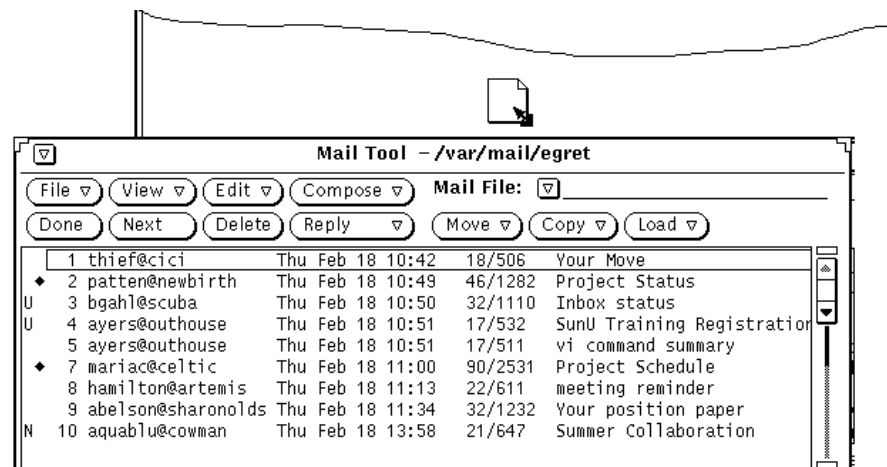 Mail Tool - /var/mail/egret
File View Edit Compose Mail File:
Done Next Delete Reply Move Copy Load
1 thief@cici Thu Feb 18 10:42 18/506 Your Move
2 patten@newbirth Thu Feb 18 10:49 46/1282 Project Status
U 3 bgahl@scuba Thu Feb 18 10:50 32/1110 Inbox status
U 4 ayers@outhouse Thu Feb 18 10:51 17/532 SunU Training Registration
5 ayers@outhouse Thu Feb 18 10:51 17/511 vi command summary
7 mariac@celtic Thu Feb 18 11:00 90/2531 Project Schedule
8 hamilton@artemis Thu Feb 18 11:13 22/611 meeting reminder
9 abelson@sharonolds Thu Feb 18 11:34 32/1232 Your position paper
N 10 aquablu@cowman Thu Feb 18 13:58 21/647 Summer Collaboration